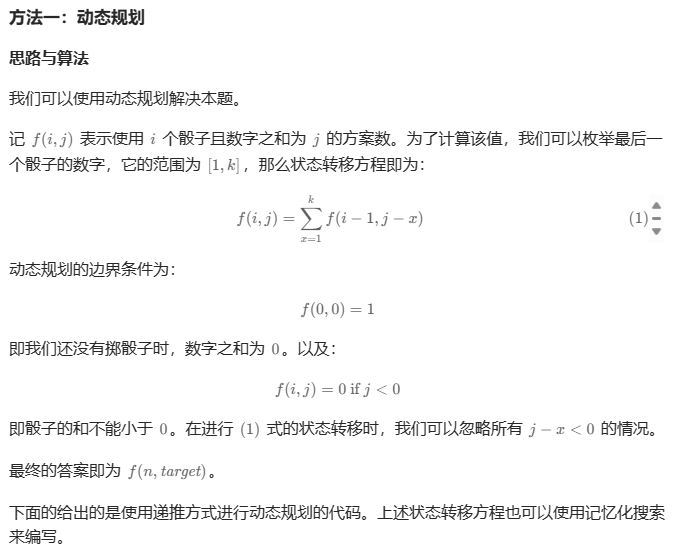 方法一：动态规划
思路与算法
我们可以使用动态规划解决本题。
记 f(i, j) 表示使用 i 个骰子且数字之和为 j 的方案数。为了计算该值，我们可以枚举最后一
个骰子的数字，它的范围为 [1, k]，那么状态转移方程即为：
f(i, j) = ∑_{x=1}^{k} f(i − 1, j − x) (1)
动态规划的边界条件为：
f(0, 0) = 1
即我们还没有掷骰子时，数字之和为 0。以及：
f(i, j) = 0 if j < 0
即骰子的和不能小于 0。在进行 (1) 式的状态转移时，我们可以忽略所有 j − x < 0 的情况。
最终的答案即为 f(n, target)。
下面的给出的是使用递推方式进行动态规划的代码。上述状态转移方程也可以使用记忆化搜索
来编写。